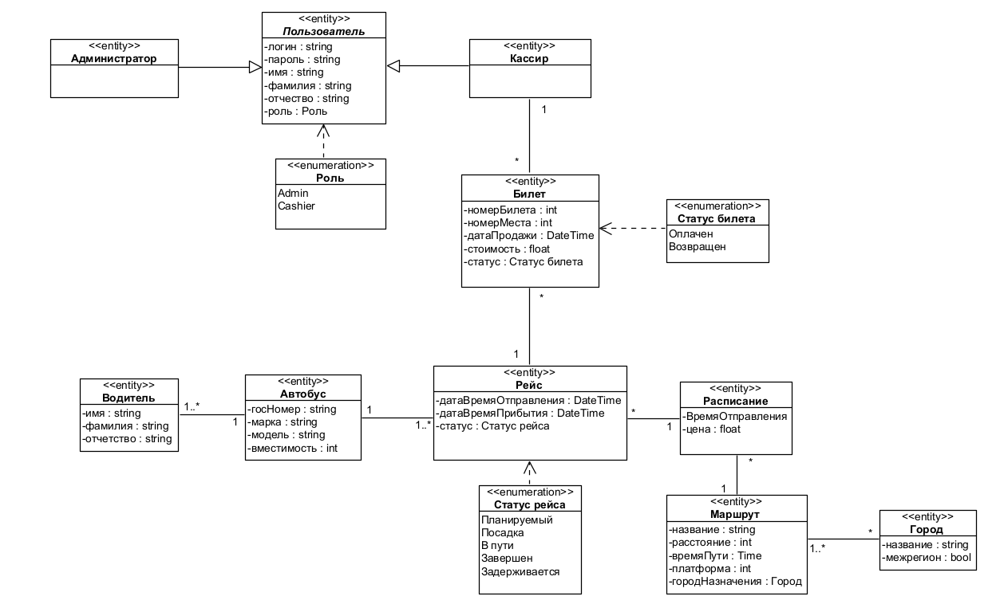 <<entity>>
Пользователь
-логин : string
-пароль : string
-имя : string
-фамилия : string
-отчество : string
-роль : Роль
<<entity>>
Администратор
<<entity>>
Кассир
1
*
<<enumeration>>
Роль
Admin
Cashier
<<entity>>
Билет
-номерБилета : int
-номерМеста : int
-датаПродажи : DateTime
-стоимость : float
-статус : Статус билета
<<enumeration>>
Статус билета
Оплачен
Возвращен
*
1
<<entity>>
Водитель
-имя : string
-фамилия : string
-отчетство : string
1..*
1
<<entity>>
Автобус
-госНомер : string
-марка : string
-модель : string
-вместимость : int
1
1..*
<<entity>>
Рейс
-датаВремяОтправления : DateTime
-датаВремяПрибытия : DateTime
-статус : Статус рейса
*
1
<<entity>>
Расписание
-ВремяОтправления
-цена : float
*
1
<<enumeration>>
Статус рейса
Планируемый
Посадка
В пути
Завершен
Задерживается
<<entity>>
Маршрут
-название : string
-расстояние : int
-времяПути : Time
-платформа : int
-городНазначения : Город
1..*
*
<<entity>>
Город
-название : string
-межрегион : bool